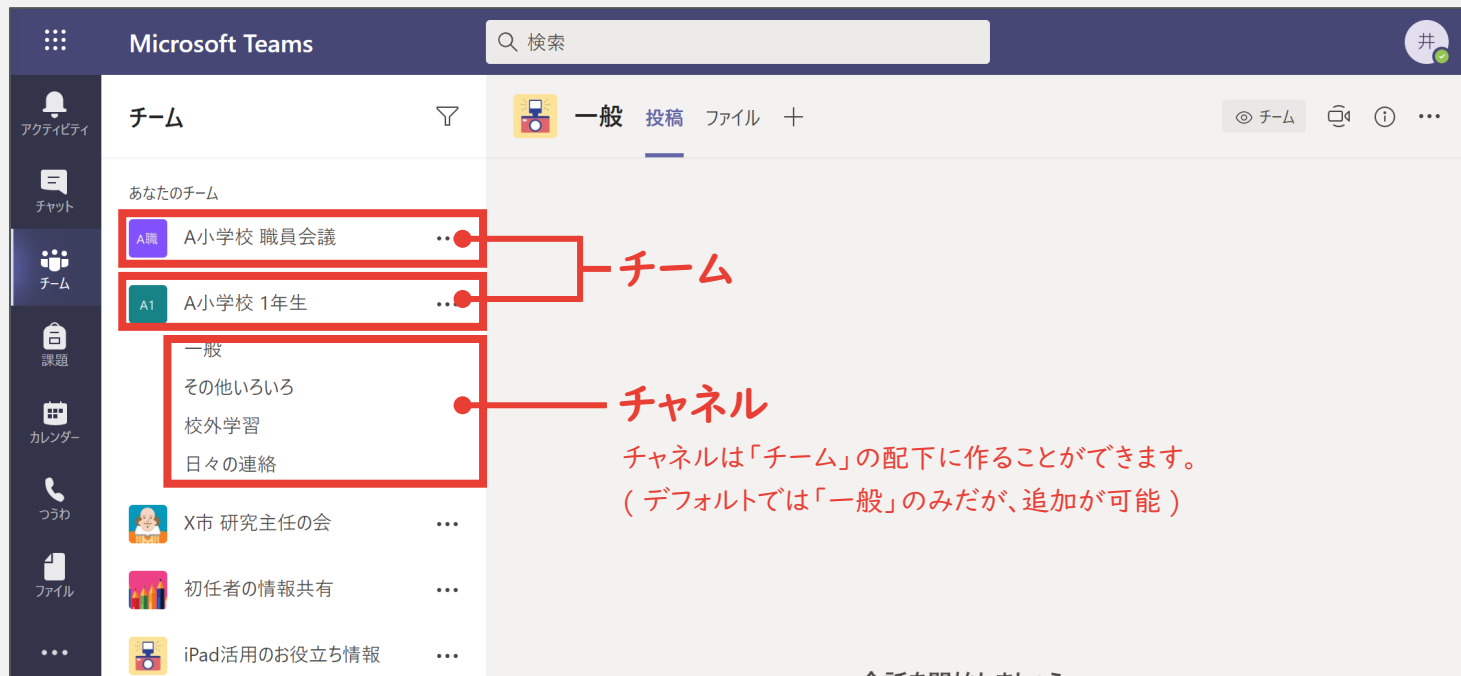 Microsoft Teams
検索
井
アクティビティ
チャット
チーム
課題
カレンダー
つうわ
ファイル
チーム
あなたのチーム
A職 A小学校 職員会議
A1 A小学校 1年生
一般
その他いろいろ
校外学習
日々の連絡
X市 研究主任の会
初任者の情報共有
iPad活用のお役立ち情報
一般 投稿 ファイル
チーム
チーム
チャネル
チャネルは「チーム」の配下に作ることができます。
( デフォルトでは「一般」のみだが、追加が可能 )